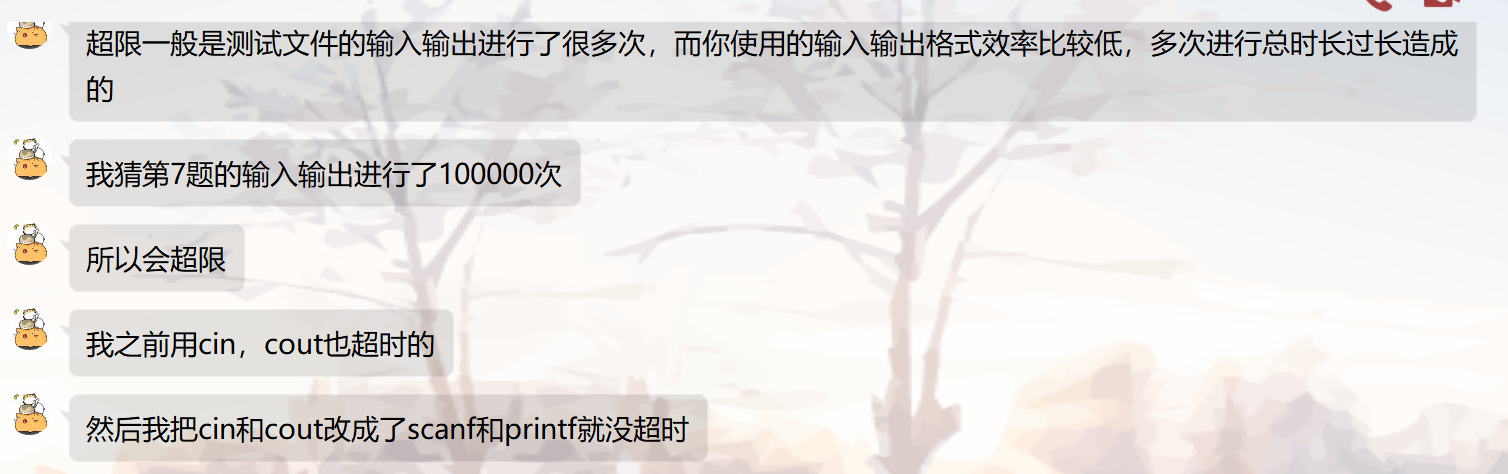 超限一般是测试文件的输入输出进行了很多次，而你使用的输入输出格式效率比较低，多次进行总时长过长造成
的
我猜第7题的输入输出进行了100000次
所以会超限
我之前用cin，cout也超时的
然后我把cin和cout改成了scanf和printf就没超时